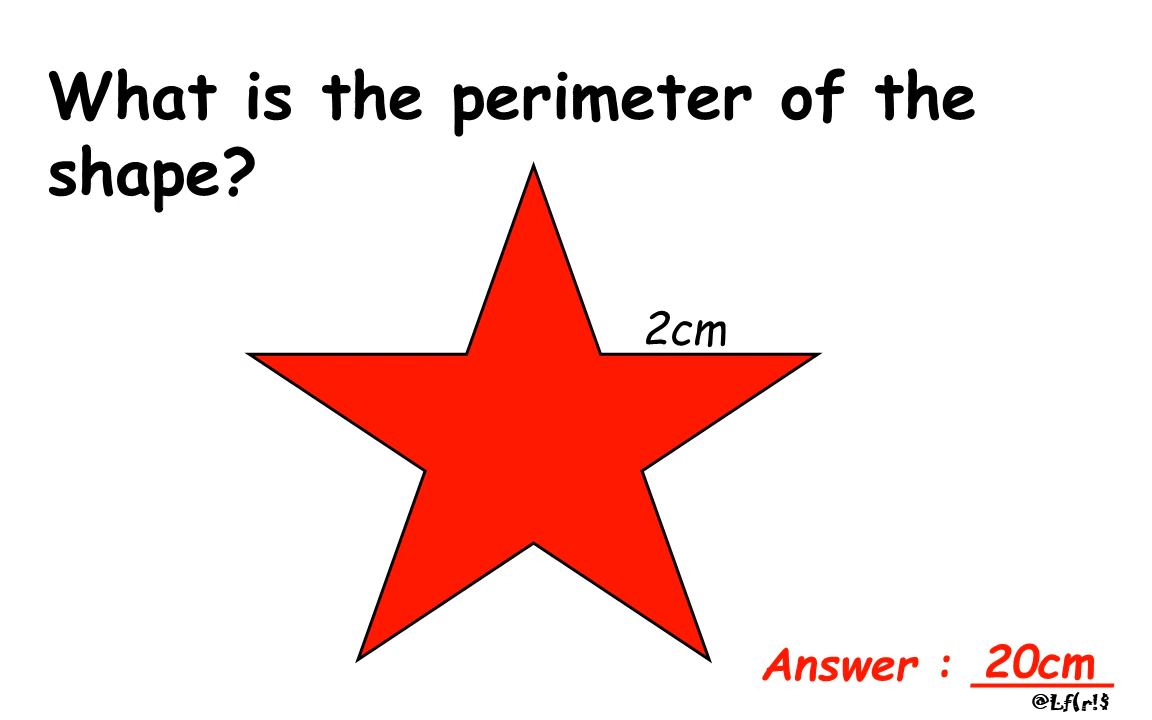 What is the perimeter of the
shape?
2cm
Answer : 20cm